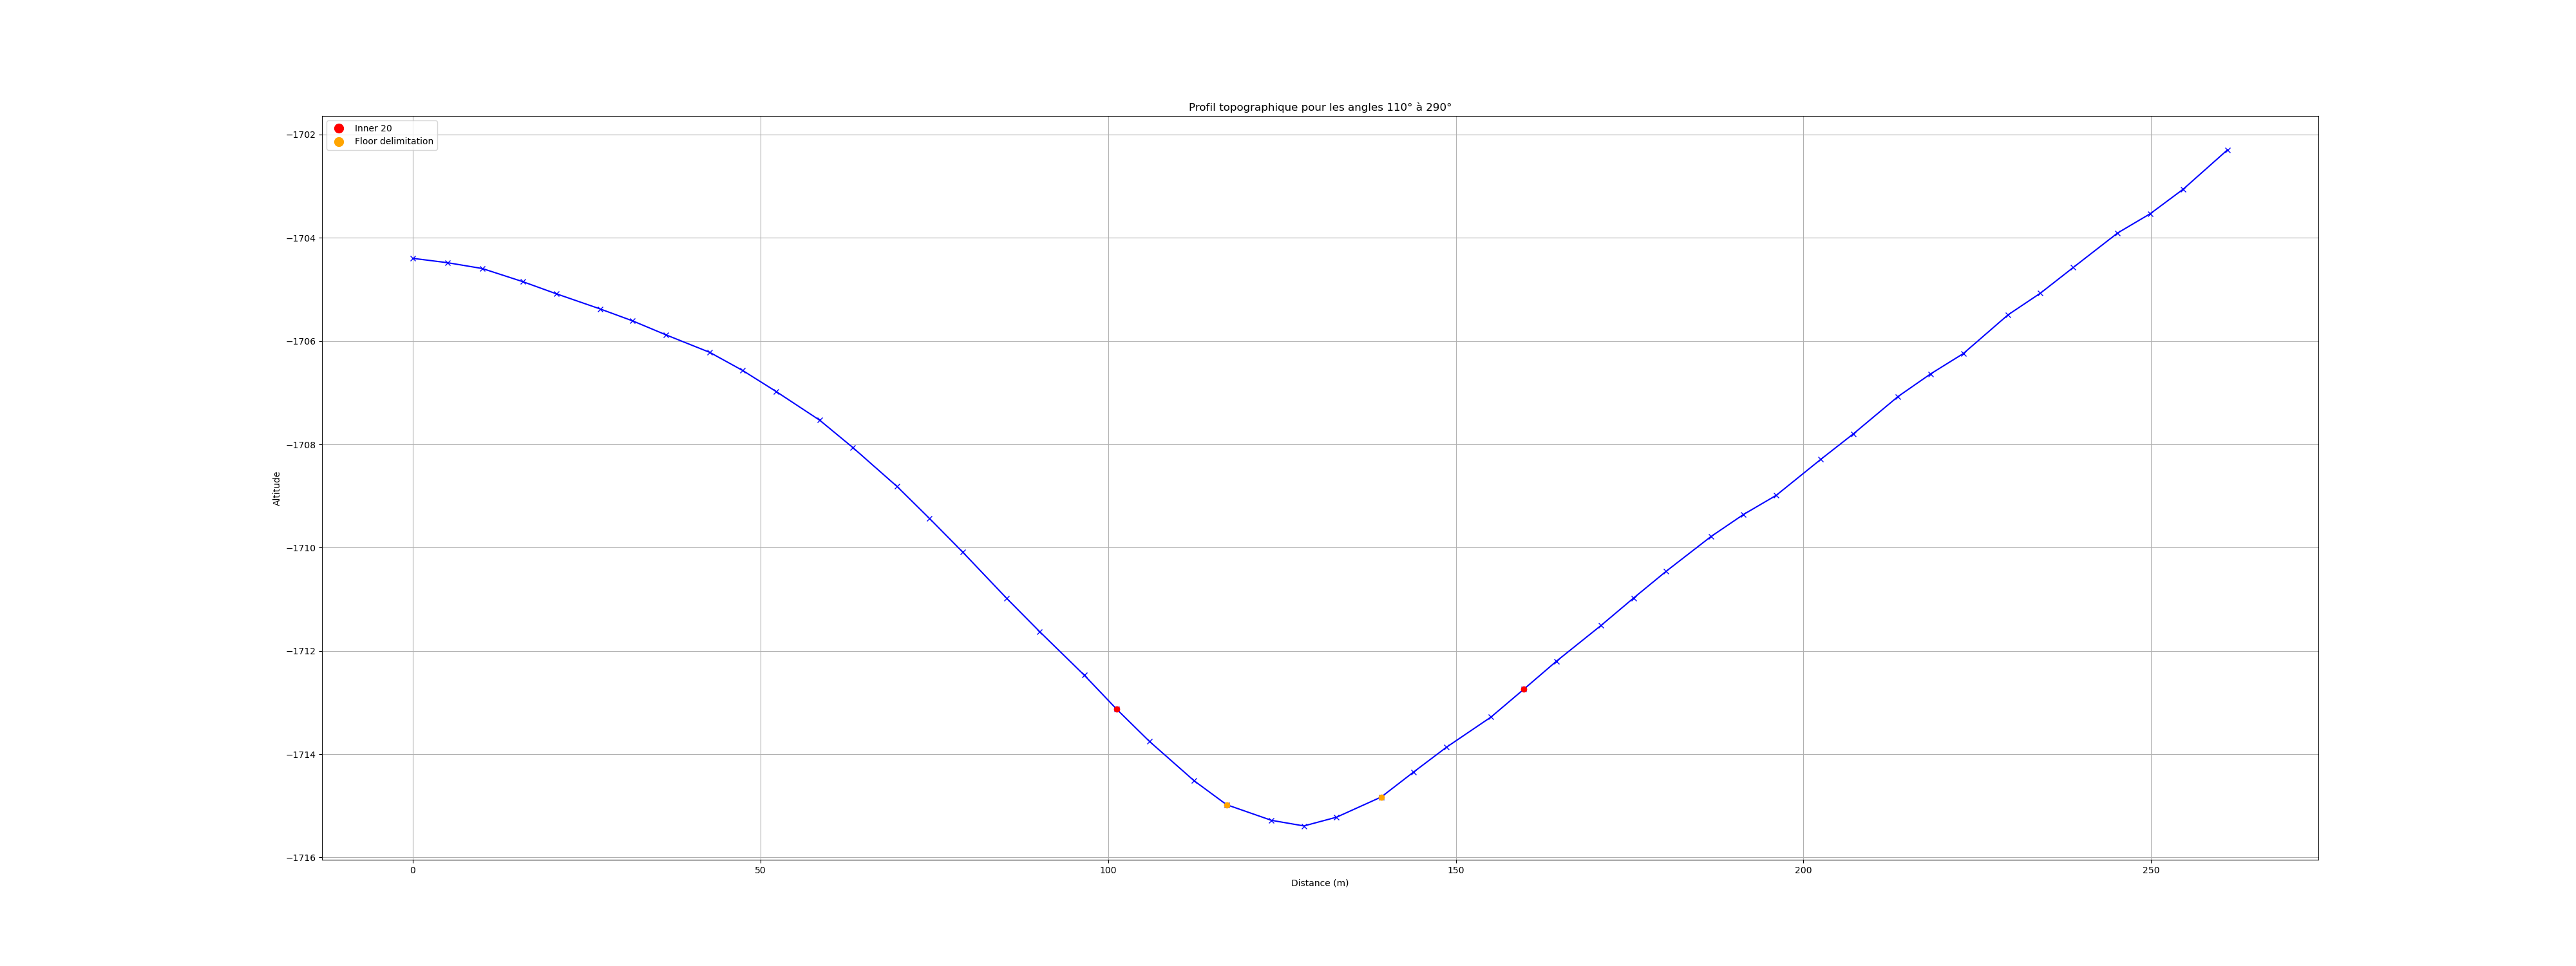 Profil topographique pour les angles 110° à 290°
Inner 20
Floor delimitation
−1702
−1704
−1706
−1708
−1710
−1712
−1714
−1716
Altitude
0 50 100 150 200 250
Distance (m)